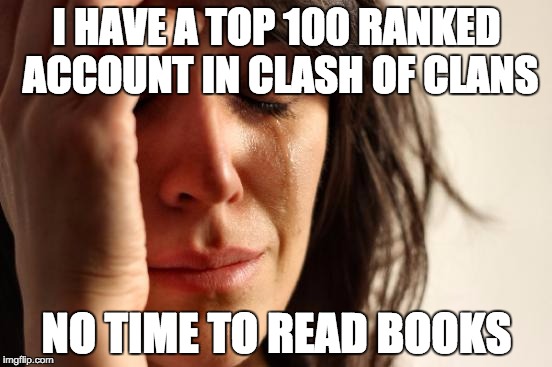 I HAVE A TOP 100 RANKED
ACCOUNT IN CLASH OF CLANS
NO TIME TO READ BOOKS
imgflip.com